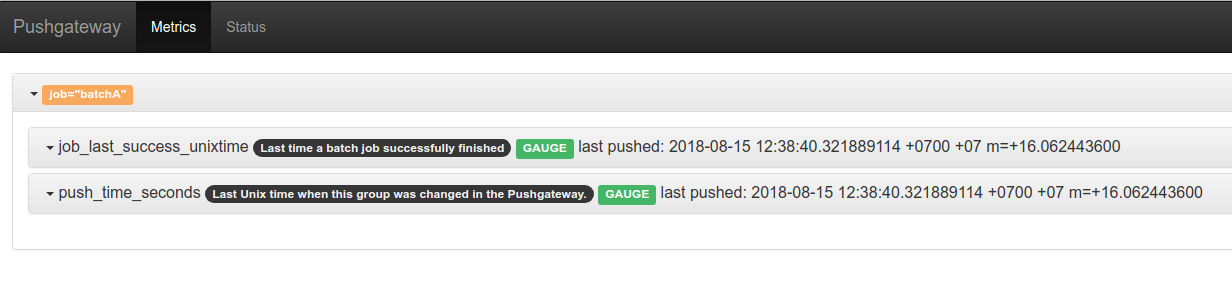 Pushgateway Metrics Status
job="batchA"
job_last_success_unixtime Last time a batch job successfully finished GAUGE last pushed: 2018-08-15 12:38:40.321889114 +0700 +07 m=+16.062443600
push_time_seconds Last Unix time when this group was changed in the Pushgateway. GAUGE last pushed: 2018-08-15 12:38:40.321889114 +0700 +07 m=+16.062443600